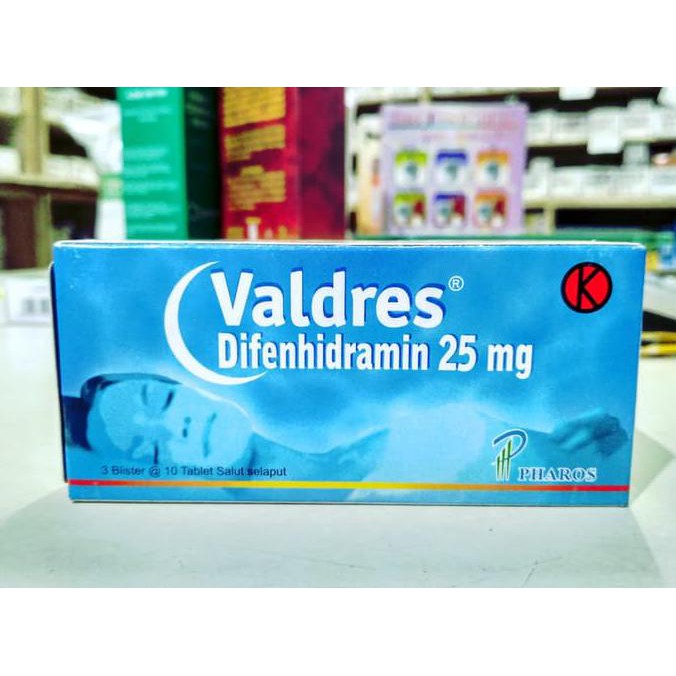 Valdres®
Difenhidramin 25 mg
K
3 Blister @ 10 Tablet Salut selaput
PHAROS